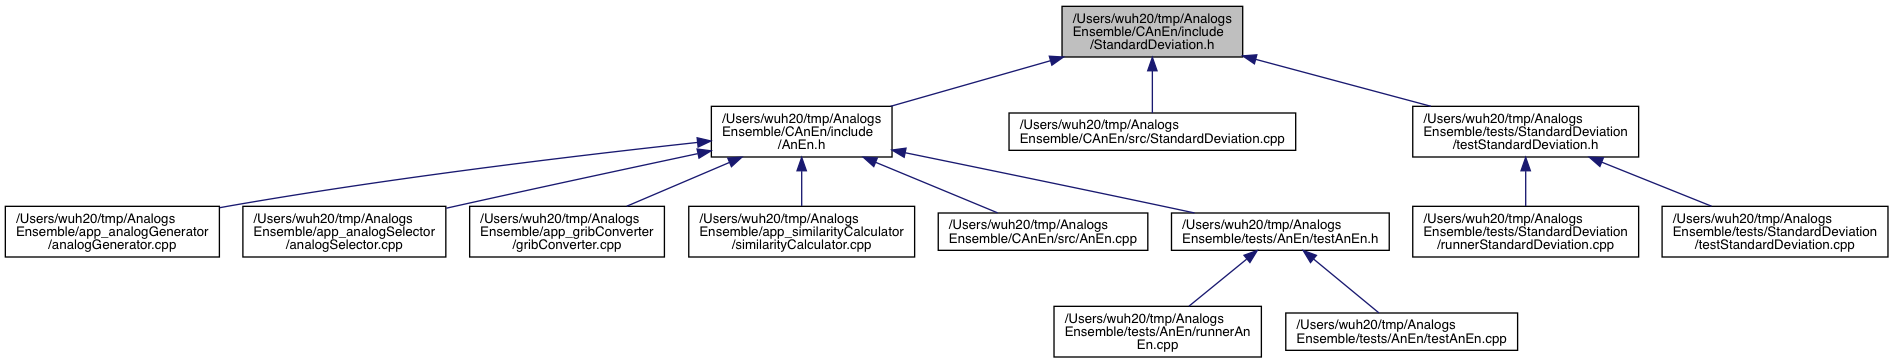 /Users/wuh20/tmp/Analogs
Ensemble/CAnEn/include
/StandardDeviation.h
/Users/wuh20/tmp/Analogs
Ensemble/CAnEn/include
/AnEn.h
/Users/wuh20/tmp/Analogs
Ensemble/CAnEn/src/StandardDeviation.cpp
/Users/wuh20/tmp/Analogs
Ensemble/tests/StandardDeviation
/testStandardDeviation.h
/Users/wuh20/tmp/Analogs
Ensemble/app_analogGenerator
/analogGenerator.cpp
/Users/wuh20/tmp/Analogs
Ensemble/app_analogSelector
/analogSelector.cpp
/Users/wuh20/tmp/Analogs
Ensemble/app_gribConverter
/gribConverter.cpp
/Users/wuh20/tmp/Analogs
Ensemble/app_similarityCalculator
/similarityCalculator.cpp
/Users/wuh20/tmp/Analogs
Ensemble/CAnEn/src/AnEn.cpp
/Users/wuh20/tmp/Analogs
Ensemble/tests/AnEn/testAnEn.h
/Users/wuh20/tmp/Analogs
Ensemble/tests/StandardDeviation
/runnerStandardDeviation.cpp
/Users/wuh20/tmp/Analogs
Ensemble/tests/StandardDeviation
/testStandardDeviation.cpp
/Users/wuh20/tmp/Analogs
Ensemble/tests/AnEn/runnerAn
En.cpp
/Users/wuh20/tmp/Analogs
Ensemble/tests/AnEn/testAnEn.cpp